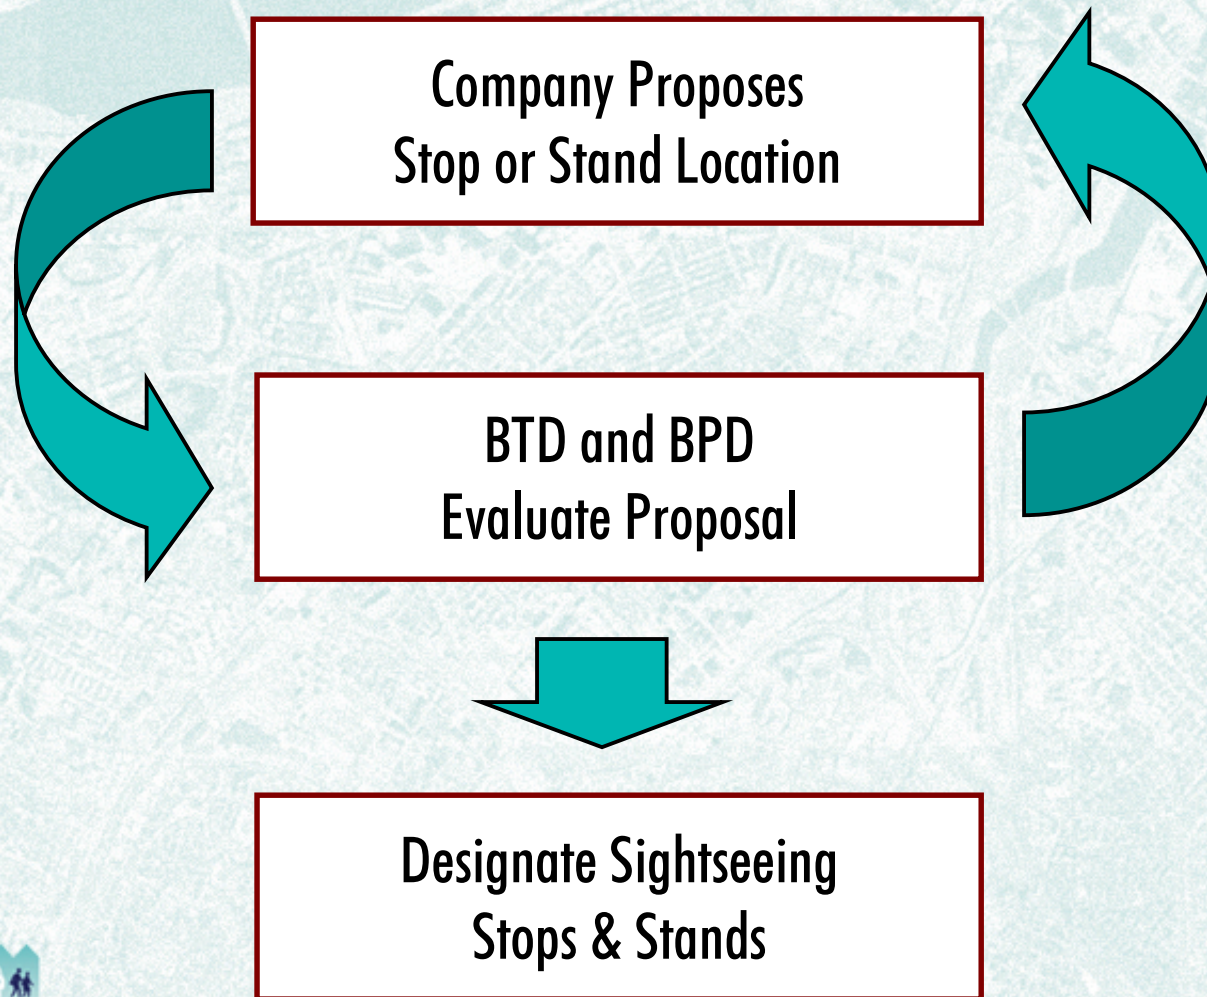 Company Proposes
Stop or Stand Location
BTD and BPD
Evaluate Proposal
Designate Sightseeing
Stops & Stands